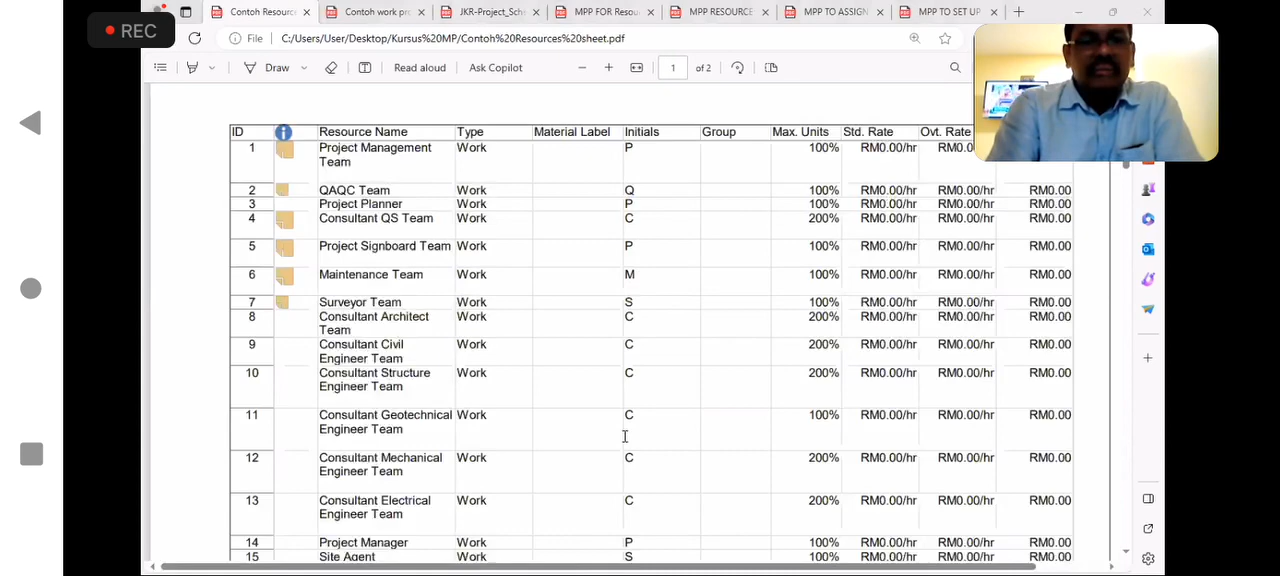 REC
Contoh Resourc
Contoh work pr
JKR-Project_Sch
MPP FOR Resou
MPP RESOURCE
MPP TO ASSIGN
MPP TO SET UP
File C:/Users/User/Desktop/Kursus%20MP/Contoh%20Resources%20sheet.pdf
Draw Read aloud Ask Copilot 1 of 2
ID Resource Name Type Material Label Initials Group Max. Units Std. Rate Ovt. Rate
1 Project Management Work P 100% RM0.00/hr RM0.00/hr RM0.00
Team
2 QAQC Team Work Q 100% RM0.00/hr RM0.00/hr RM0.00
3 Project Planner Work P 100% RM0.00/hr RM0.00/hr RM0.00
4 Consultant QS Team Work C 200% RM0.00/hr RM0.00/hr RM0.00
5 Project Signboard Team Work P 100% RM0.00/hr RM0.00/hr RM0.00
6 Maintenance Team Work M 100% RM0.00/hr RM0.00/hr RM0.00
7 Surveyor Team Work S 100% RM0.00/hr RM0.00/hr RM0.00
8 Consultant Architect Work C 200% RM0.00/hr RM0.00/hr RM0.00
Team
9 Consultant Civil Work C 200% RM0.00/hr RM0.00/hr RM0.00
Engineer Team
10 Consultant Structure Work C 200% RM0.00/hr RM0.00/hr RM0.00
Engineer Team
11 Consultant Geotechnical Work C 100% RM0.00/hr RM0.00/hr RM0.00
Engineer Team
12 Consultant Mechanical Work C 200% RM0.00/hr RM0.00/hr RM0.00
Engineer Team
13 Consultant Electrical Work C 200% RM0.00/hr RM0.00/hr RM0.00
Engineer Team
14 Project Manager Work P 100% RM0.00/hr RM0.00/hr RM0.00
15 Site Agent Work S 100% RM0.00/hr RM0.00/hr RM0.00